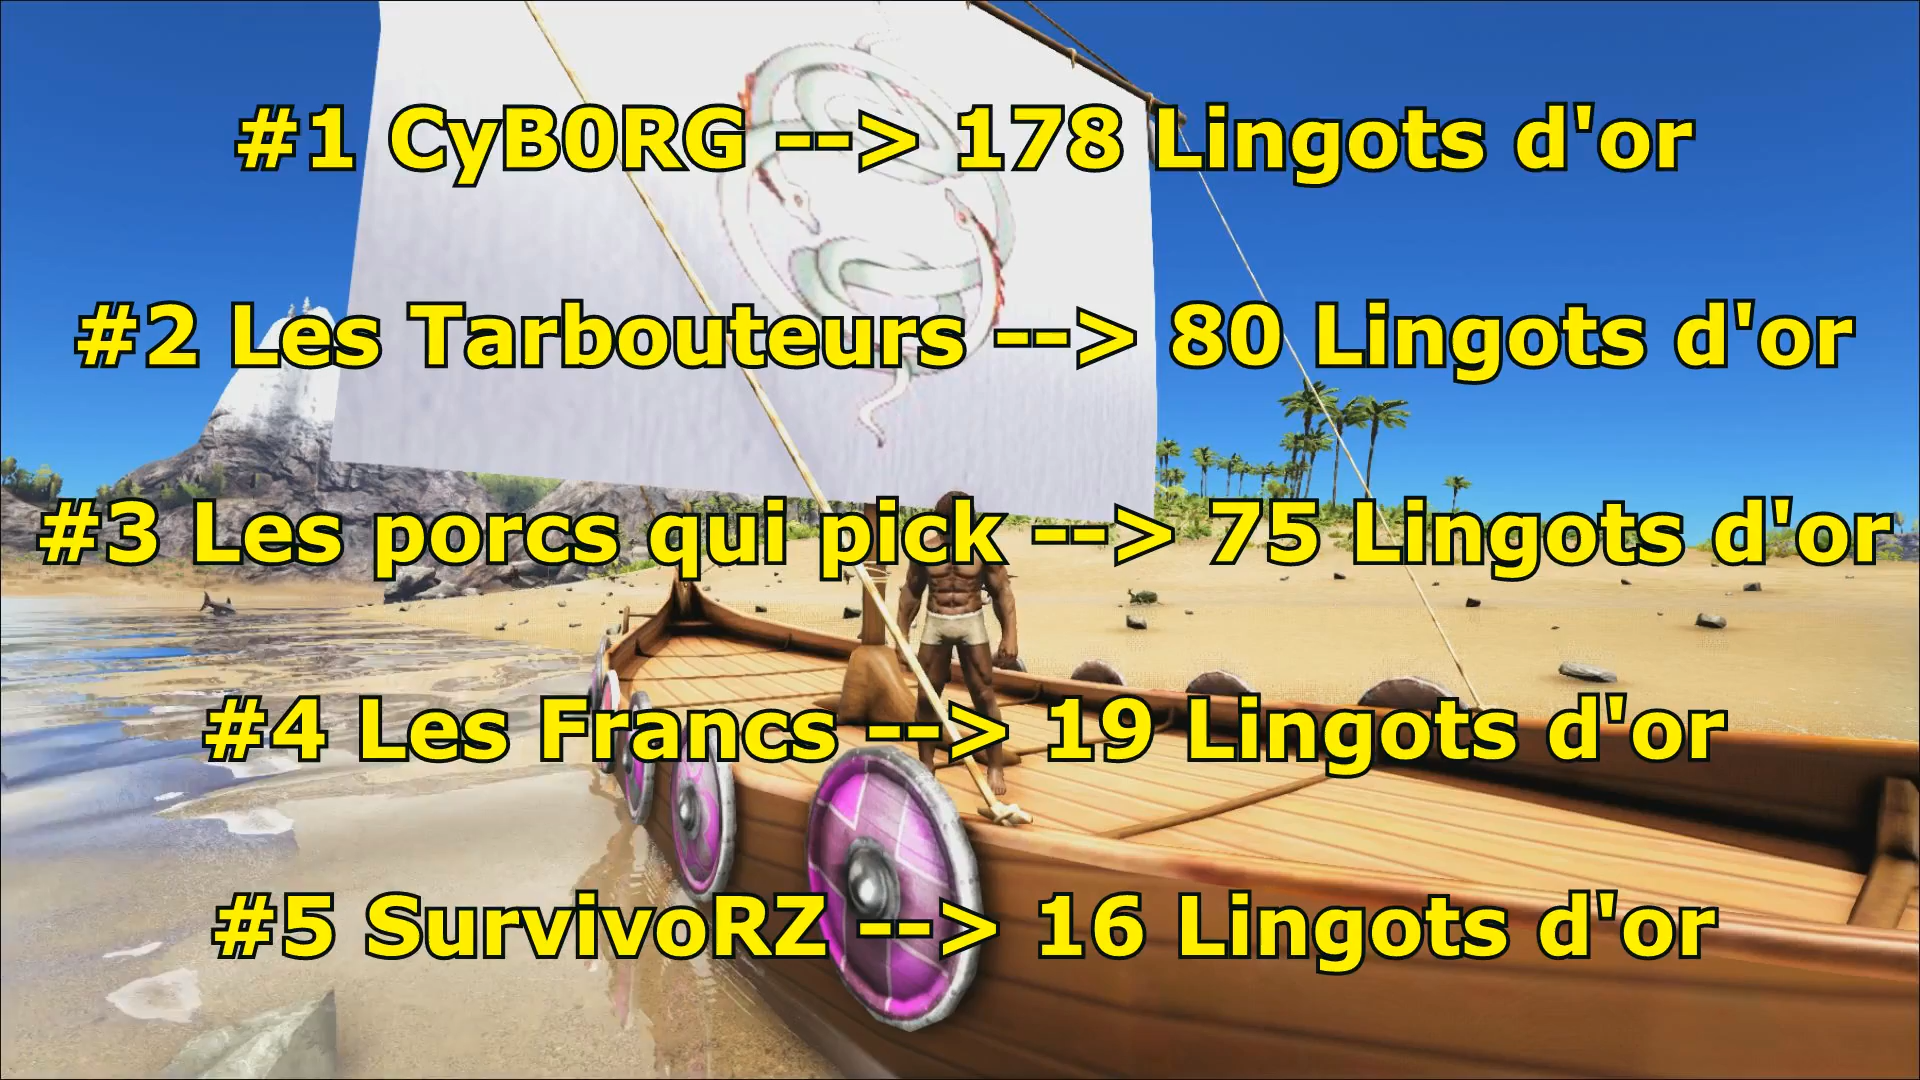 #1 CyB0RG --> 178 Lingots d'or
#2 Les Tarbouteurs --> 80 Lingots d'or
#3 Les porcs qui pick --> 75 Lingots d'or
#4 Les Francs --> 19 Lingots d'or
#5 SurvivoRZ --> 16 Lingots d'or